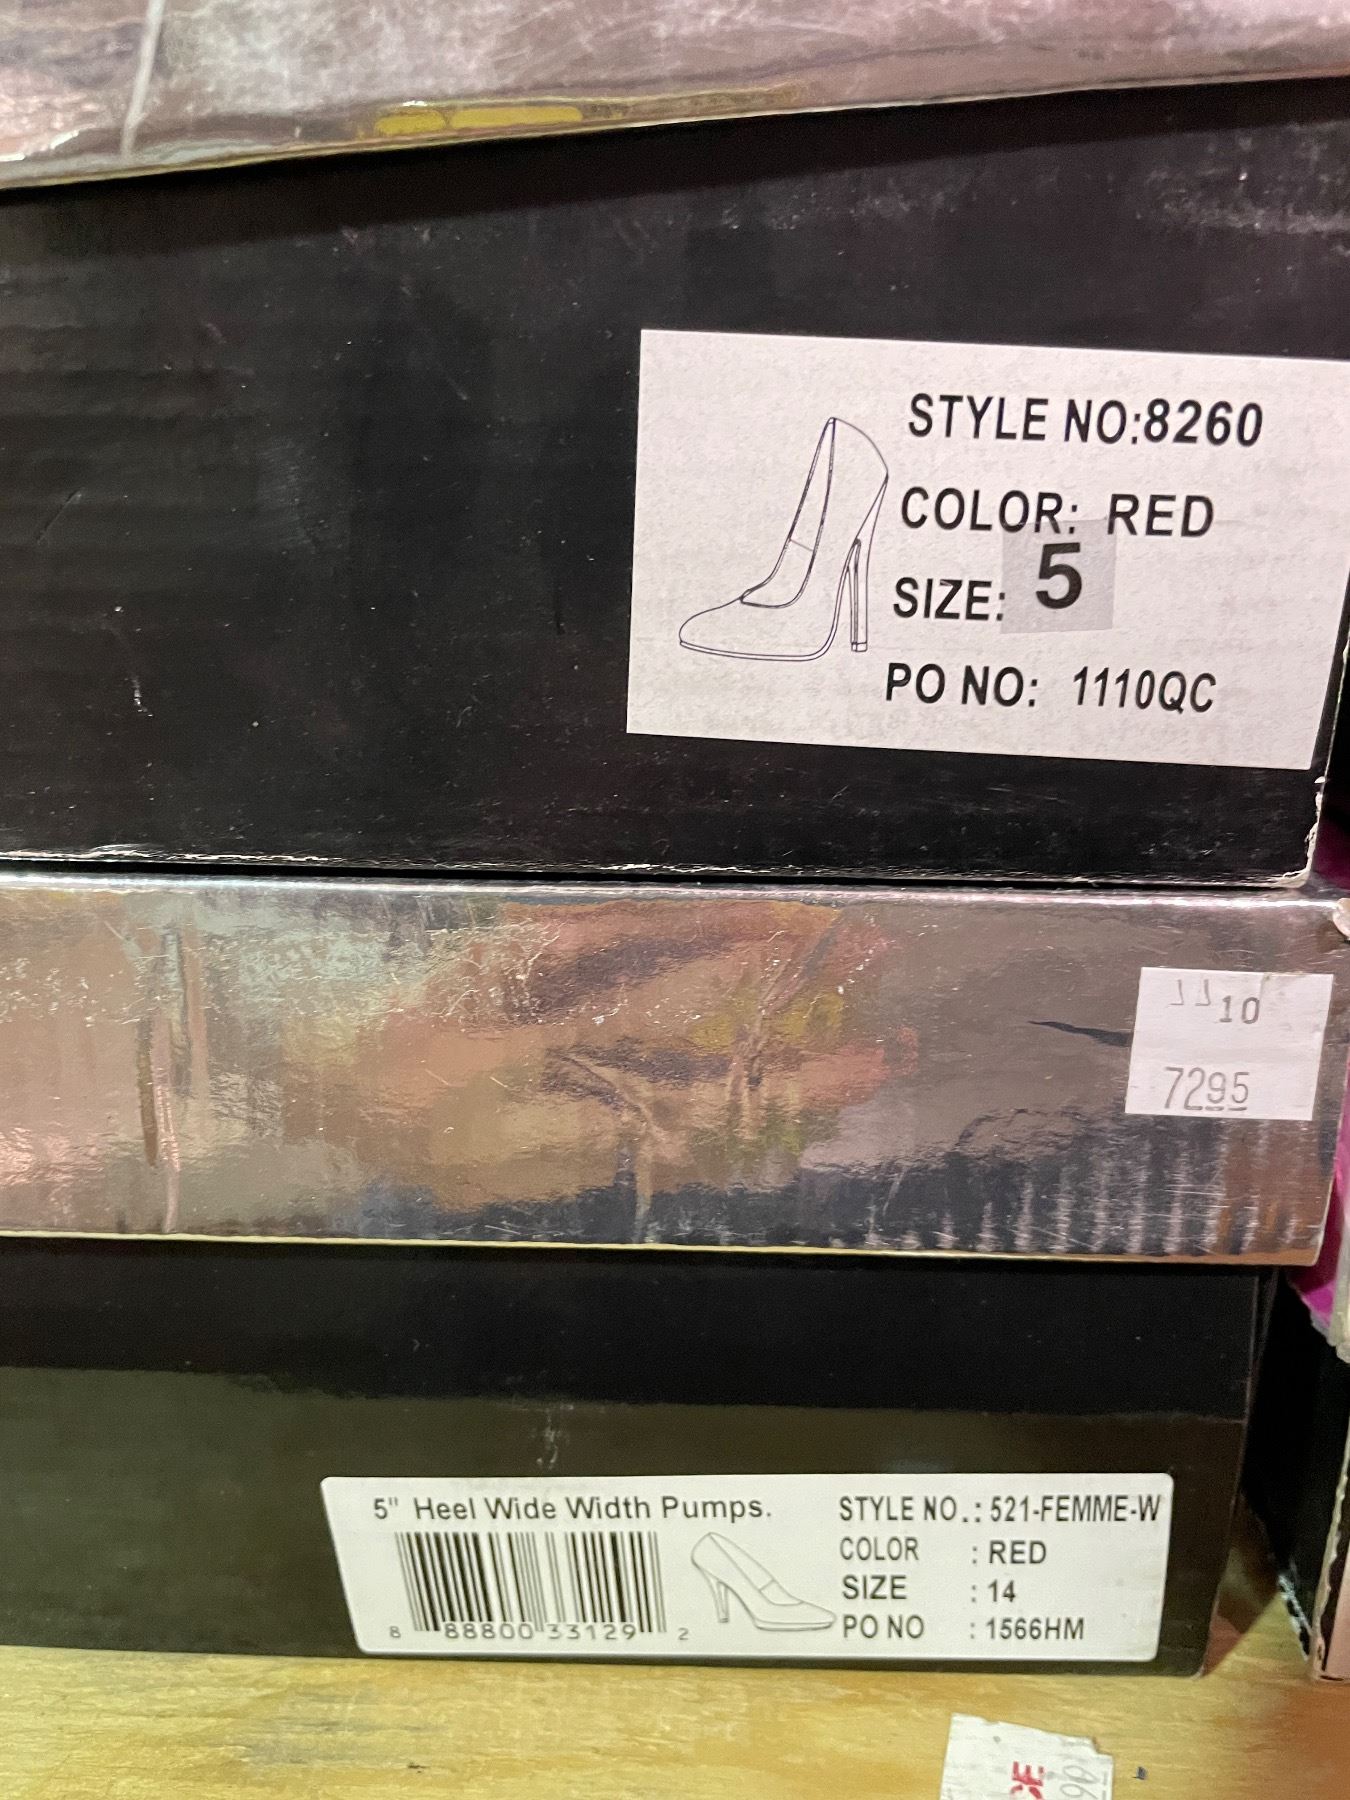 STYLE NO:8260
COLOR: RED
SIZE: 5
PO NO: 1110QC
10
7295
5" Heel Wide Width Pumps.
8 88800 33129 2
STYLE NO.: 521-FEMME-W
COLOR : RED
SIZE : 14
PO NO : 1566HM